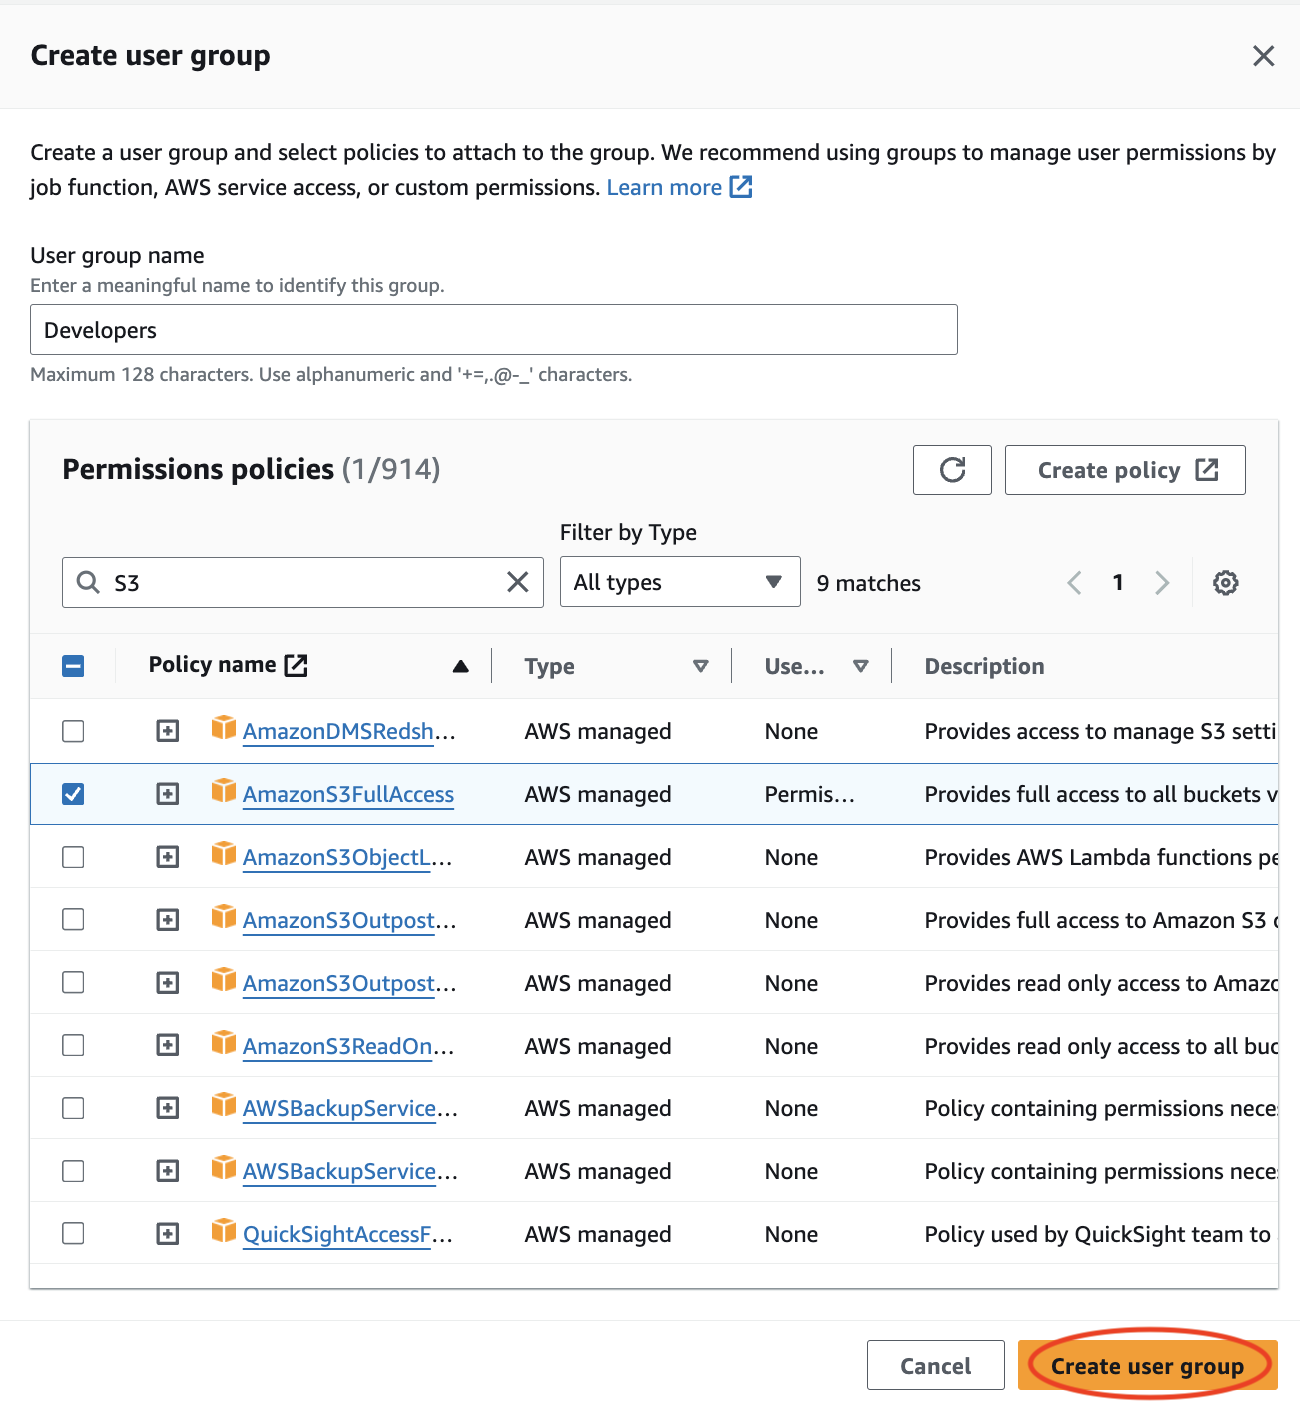 Create user group
Create a user group and select policies to attach to the group. We recommend using groups to manage user permissions by
job function, AWS service access, or custom permissions. Learn more
User group name
Enter a meaningful name to identify this group.
Developers
Maximum 128 characters. Use alphanumeric and '+=,.@-_' characters.
Permissions policies (1/914)
Create policy
Filter by Type
S3 All types 9 matches 1
Policy name Type Use... Description
AmazonDMSRedsh... AWS managed None Provides access to manage S3 setti
AmazonS3FullAccess AWS managed Permis... Provides full access to all buckets v
AmazonS3ObjectL... AWS managed None Provides AWS Lambda functions pe
AmazonS3Outpost... AWS managed None Provides full access to Amazon S3 o
AmazonS3Outpost... AWS managed None Provides read only access to Amazo
AmazonS3ReadOn... AWS managed None Provides read only access to all buc
AWSBackupService... AWS managed None Policy containing permissions neces
AWSBackupService... AWS managed None Policy containing permissions neces
QuickSightAccessF... AWS managed None Policy used by QuickSight team to
Cancel Create user group